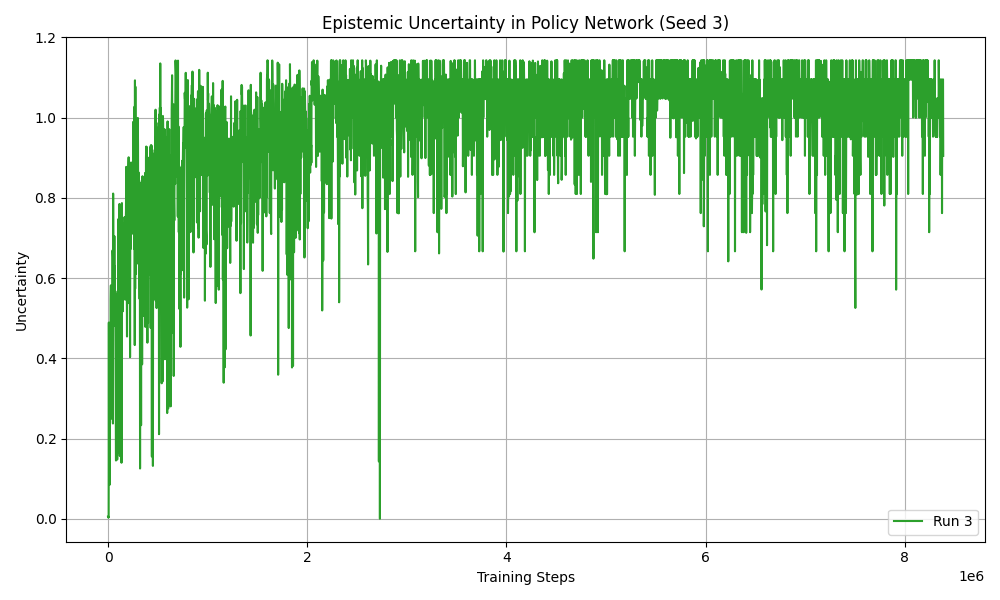 Epistemic Uncertainty in Policy Network (Seed 3)
1.2
1.0
0.8
0.6
0.4
0.2
0.0
Uncertainty
0 2 4 6 8
1e6
Training Steps
Run 3